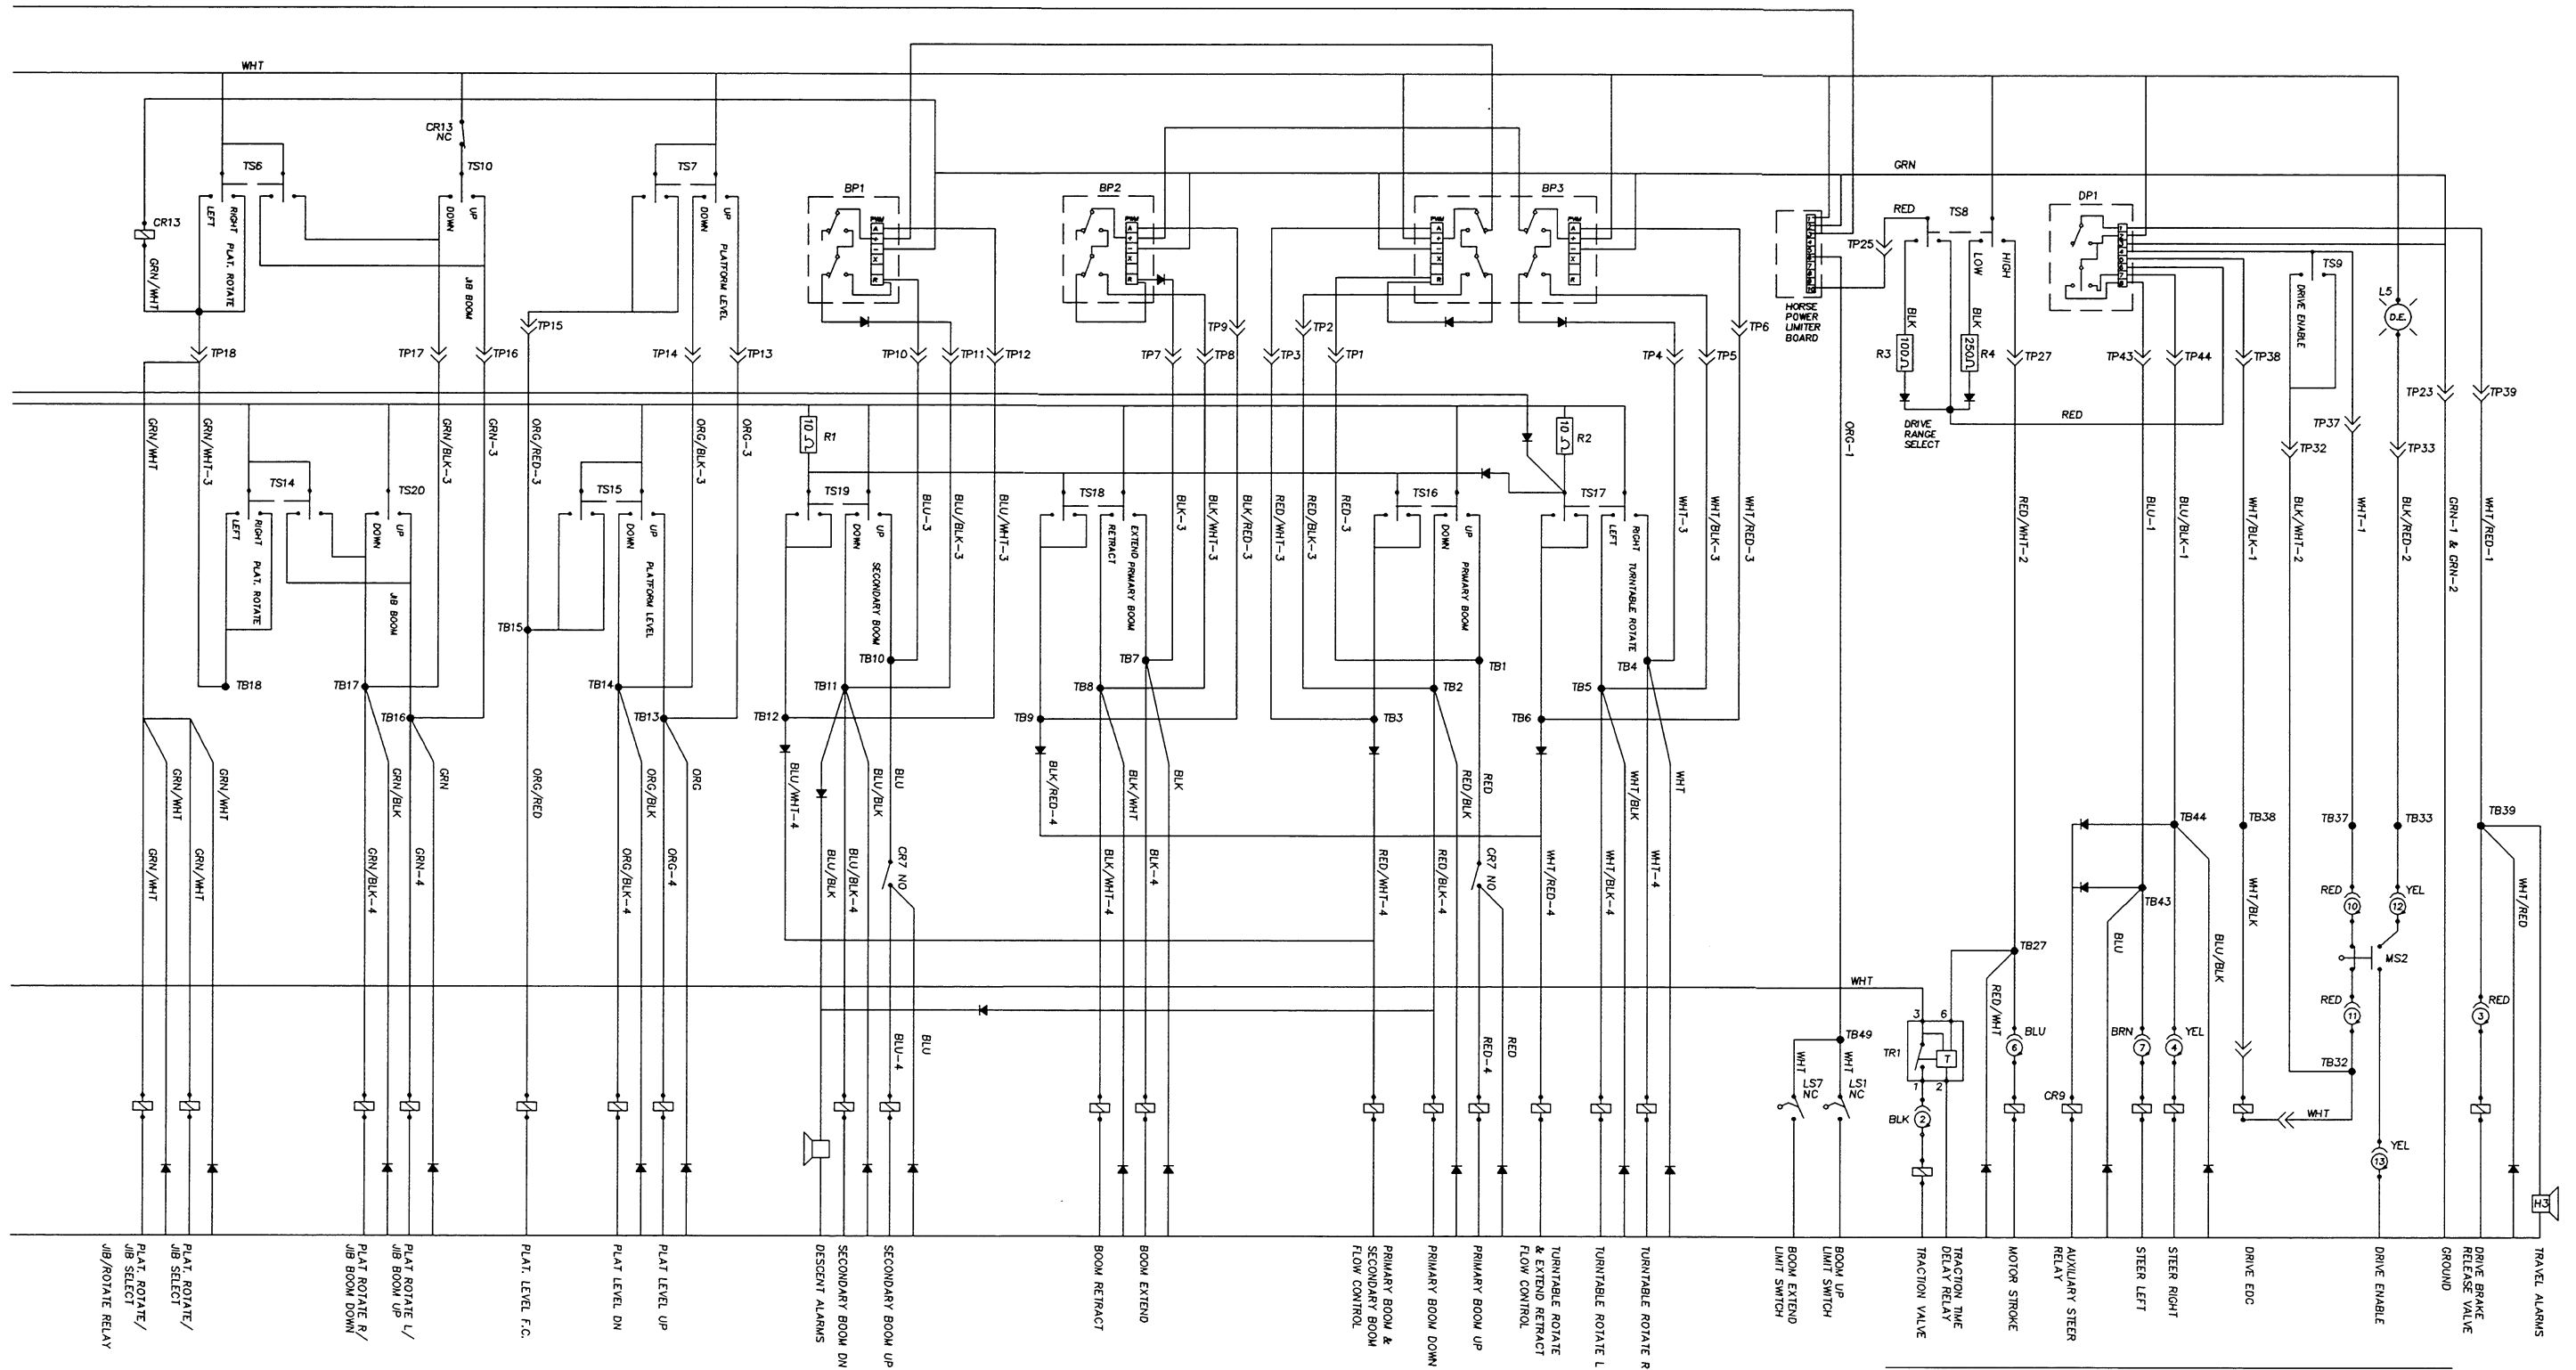 WHT
GRN
CR13
NC
TS6
TS10
TS7
BP1
BP2
BP3
DP1
TS8
RED
TS9
L5
D.E.
CR13
LEFT
RIGHT
PLAT. ROTATE
DOWN
UP
JIB BOOM
DOWN
UP
PLATFORM LEVEL
PWM
A
+
-
X
R
PWM
A
+
-
X
R
PWM
A
+
-
X
R
PWM
A
+
-
X
R
HORSE
POWER
LIMITER
BOARD
TP25
LOW
HIGH
BLK
BLK
R3
100Ω
250Ω
R4
DRIVE
RANGE
SELECT
RED
DRIVE ENABLE
GRN/WHT
TP18
TP17
TP16
TP15
TP14
TP13
TP10
TP11
TP12
TP7
TP8
TP9
TP3
TP2
TP1
TP4
TP5
TP6
TP27
TP43
TP44
TP38
TP32
TP37
TP33
TP23
TP39
GRN/WHT
GRN/WHT-3
GRN/BLK-3
GRN-3
ORG/RED-3
ORG/BLK-3
ORG-3
10 Ω
R1
BLU-3
BLU/BLK-3
BLU/WHT-3
BLK-3
BLK/WHT-3
BLK/RED-3
RED/WHT-3
RED/BLK-3
RED-3
10 Ω
R2
WHT-3
WHT/BLK-3
WHT/RED-3
ORG-1
RED/WHT-2
BLU-1
BLU/BLK-1
WHT/BLK-1
BLK/WHT-2
WHT-1
BLK/RED-2
GRN-1 & GRN-2
WHT/RED-1
TS14
TS20
TS15
TS19
TS18
TS16
TS17
LEFT
RIGHT
PLAT. ROTATE
DOWN
UP
JIB BOOM
DOWN
UP
PLATFORM LEVEL
DOWN
UP
SECONDARY BOOM
RETRACT
EXTEND
PRIMARY BOOM
DOWN
UP
PRIMARY BOOM
LEFT
RIGHT
TURNTABLE ROTATE
TB18
TB17
TB16
TB15
TB14
TB13
TB12
TB11
TB10
TB9
TB8
TB7
TB3
TB2
TB1
TB6
TB5
TB4
TB44
TB43
TB38
TB37
TB33
TB39
GRN/WHT
GRN/WHT
GRN/WHT
GRN/WHT
GRN/BLK
GRN
GRN/BLK-4
GRN-4
ORG/RED
ORG/BLK
ORG
ORG/BLK-4
ORG-4
BLU/WHT-4
BLU/BLK
BLU/BLK-4
BLU/BLK
BLU
CR7 NO
BLK/RED-4
BLK/WHT
BLK
BLK/WHT-4
BLK-4
RED/WHT-4
RED/BLK-4
RED/BLK
RED
CR7 NO
WHT/RED-4
WHT/BLK
WHT
WHT/BLK-4
WHT-4
BLU
BLU/BLK
WHT/BLK
RED
10
YEL
12
MS2
RED
11
RED
3
WHT/RED
WHT
TB27
RED/WHT
BLU-4
BLU
RED-4
RED
TB49
WHT
WHT
LS7
NC
LS1
NC
3
6
TR1
T
1
2
BLK
2
BLU
6
BRN
7
YEL
4
CR9
TB32
WHT
YEL
13
H3
PLAT. ROTATE/
JIB SELECT
JIB/ROTATE RELAY
PLAT. ROTATE/
JIB SELECT
PLAT ROTATE R/
JIB BOOM DOWN
PLAT ROTATE L/
JIB BOOM UP
PLAT. LEVEL F.C.
PLAT LEVEL DN
PLAT LEVEL UP
DESCENT ALARMS
SECONDARY BOOM DN
SECONDARY BOOM UP
BOOM RETRACT
BOOM EXTEND
PRIMARY BOOM &
SECONDARY BOOM
FLOW CONTROL
PRIMARY BOOM DOWN
PRIMARY BOOM UP
TURNTABLE ROTATE
& EXTEND RETRACT
FLOW CONTROL
TURNTABLE ROTATE L
TURNTABLE ROTATE R
BOOM EXTEND
LIMIT SWITCH
BOOM UP
LIMIT SWITCH
TRACTION VALVE
TRACTION TIME
DELAY RELAY
MOTOR STROKE
AUXILIARY STEER
RELAY
STEER LEFT
STEER RIGHT
DRIVE EDC
DRIVE ENABLE
GROUND
DRIVE BRAKE
RELEASE VALVE
TRAVEL ALARMS